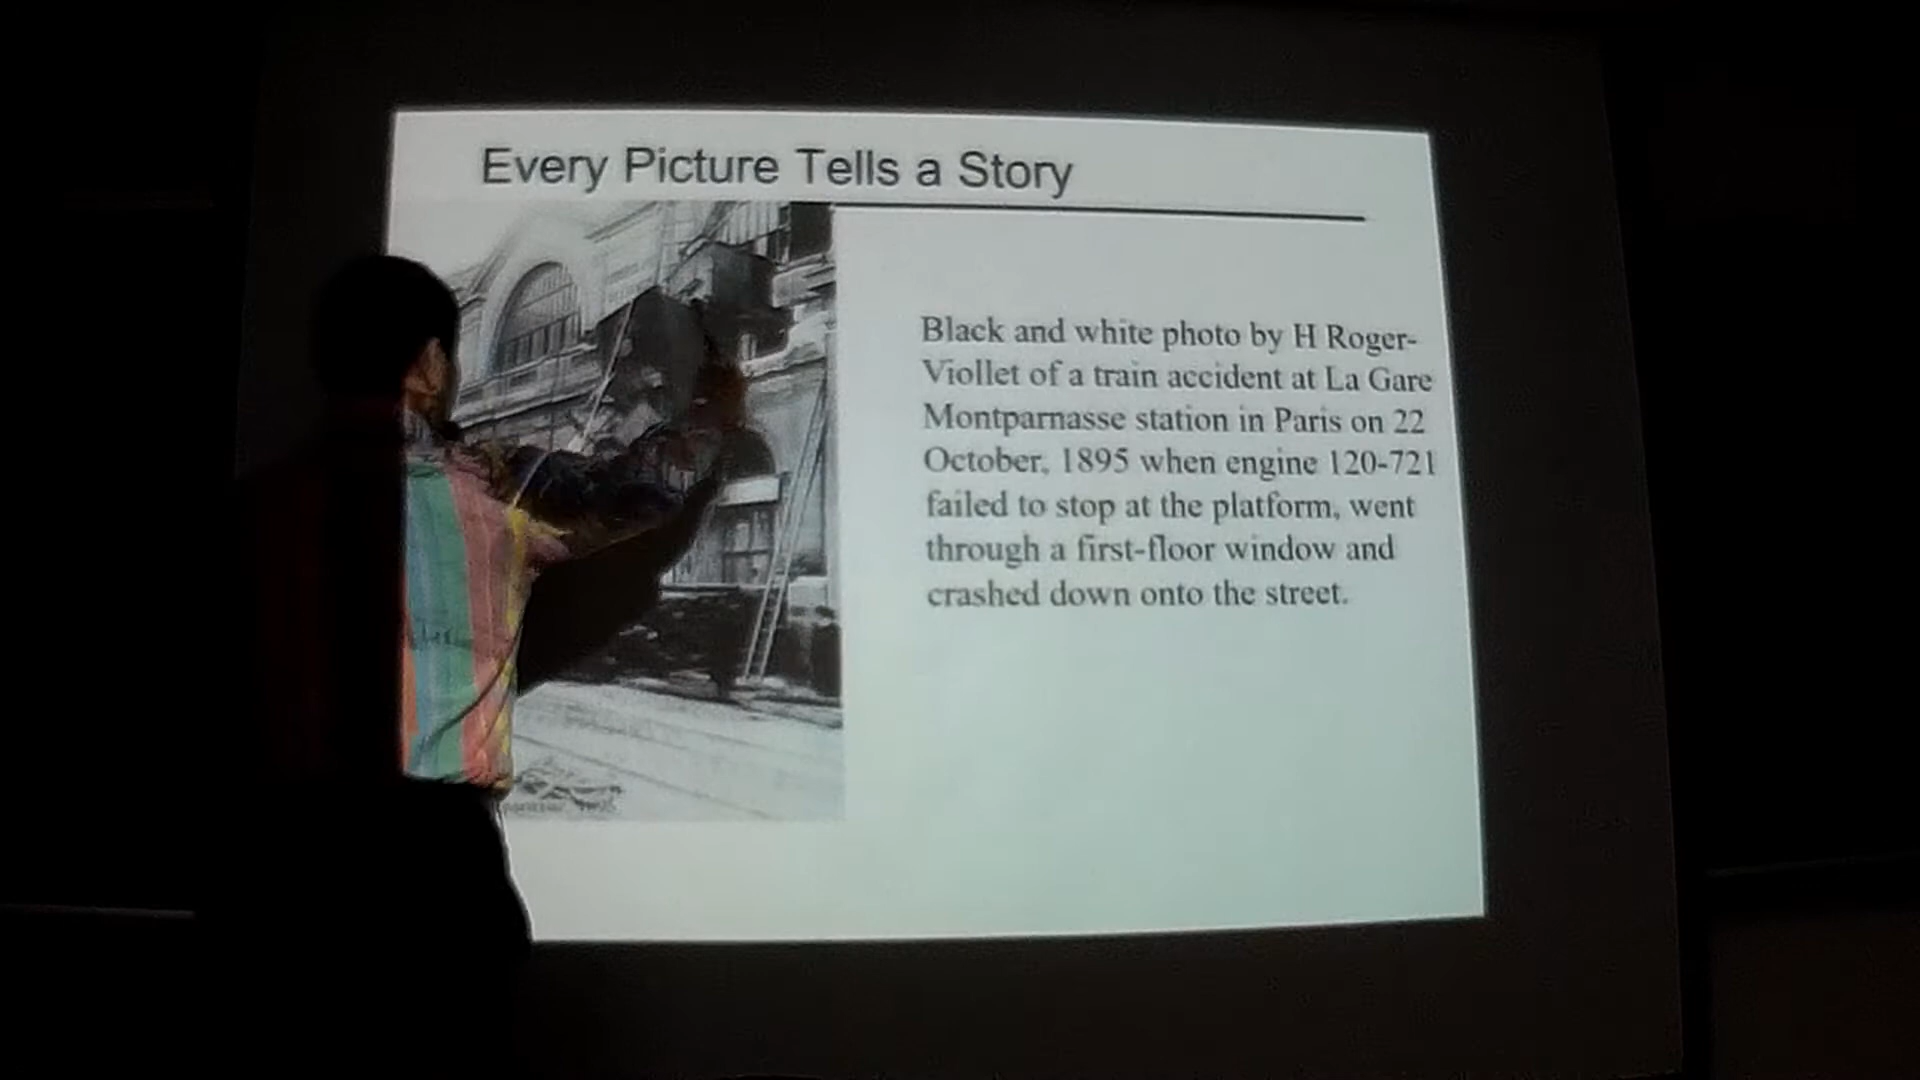 Every Picture Tells a Story
Black and white photo by H Roger-
Viollet of a train accident at La Gare
Montparnasse station in Paris on 22
October, 1895 when engine 120-721
failed to stop at the platform, went
through a first-floor window and
crashed down onto the street.